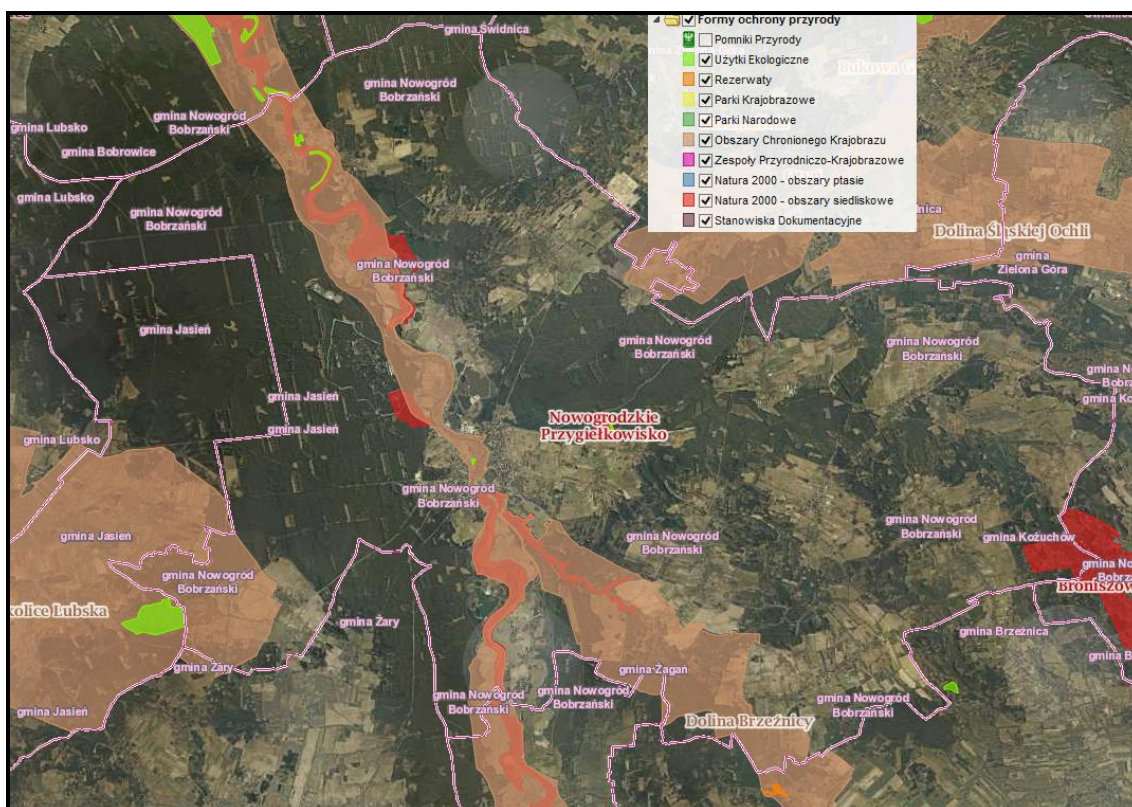 Formy ochrony przyrody
Pomniki Przyrody
Użytki Ekologiczne
Rezerwaty
Parki Krajobrazowe
Parki Narodowe
Obszary Chronionego Krajobrazu
Zespoły Przyrodniczo-Krajobrazowe
Natura 2000 - obszary ptasie
Natura 2000 - obszary siedliskowe
Stanowiska Dokumentacyjne
gmina Świdnica
gmina Nowogród
Bobrzański
gmina Nowogród
Bobrzański
gmina Lubsko
gmina Bobrowice
gmina Lubsko
gmina Nowogród
Bobrzański
Dolina Śląskiej Ochli
gmina
Zielona Góra
gmina Nowogród
Bobrzański
gmina Jasień
gmina Nowogród
Bobrzański
gmina Nowogród
Bobrzański
gmina Jasień
Nowogrodzkie
Przygiełkowisko
gmina Jasień
gmina Lubsko
gmina Nowogród
Bobrzański
gmina Nowogród
Bobrzański
gmina Nowogród
Bobrzański
gmina Kożuchów
gmina Jasień
gmina Nowogród
Bobrzański
olice Lubska
gmina Żary
gmina Brzeźnica
gmina Żary
gmina Żagań
gmina Nowogród
Bobrzański
gmina Nowogród
Bobrzański
gmina Nowogród
Bobrzański
gmina Jasień
Dolina Brzeźnicy